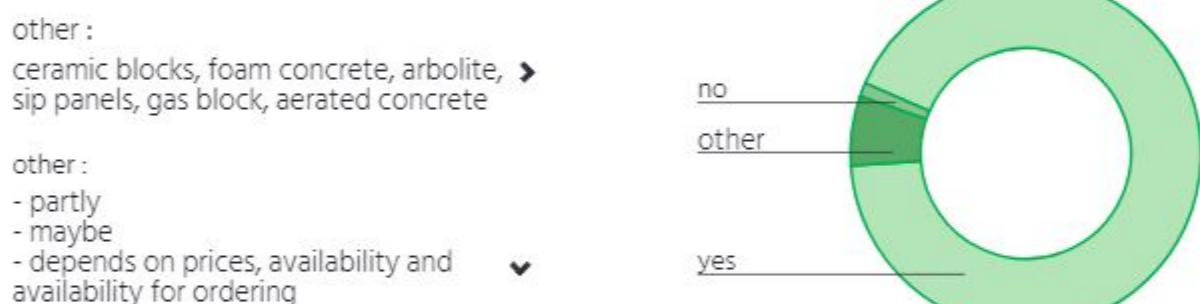 other :
ceramic blocks, foam concrete, arbolite,
sip panels, gas block, aerated concrete
other :
- partly
- maybe
- depends on prices, availability and
availability for ordering
no
other
yes